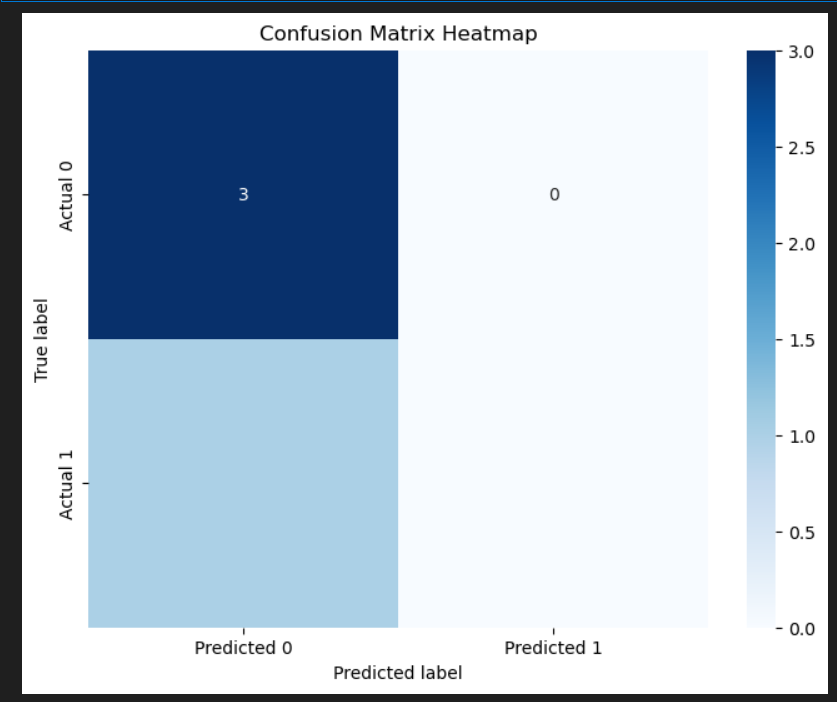 Confusion Matrix Heatmap
Actual 0
Actual 1
True label
3
0
Predicted 0
Predicted 1
Predicted label
3.0
2.5
2.0
1.5
1.0
0.5
0.0